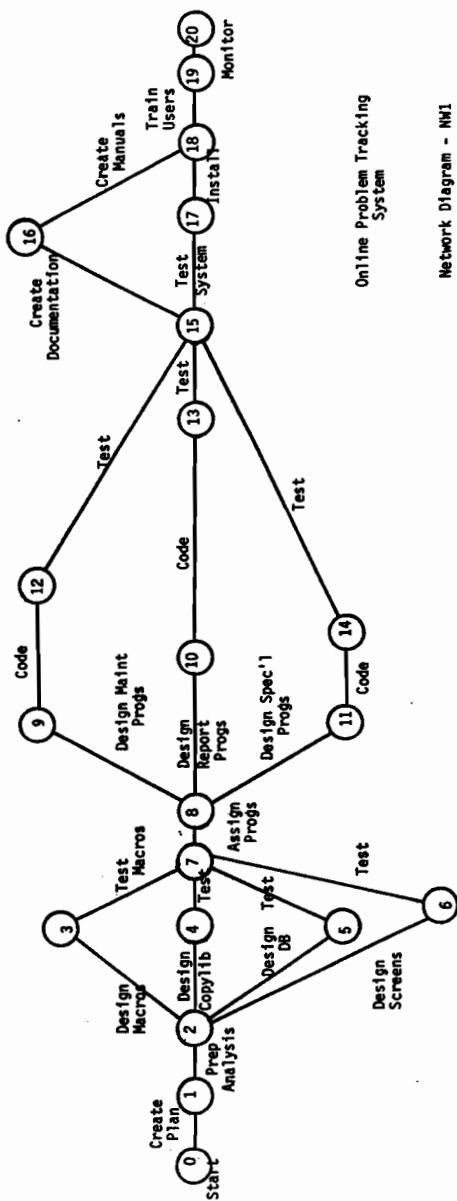 0
Start
Create
Plan
1
Prep
Analysis
2
Design
Macros
3
Test
Macros
Design
Copylib
4
Test
Design
DB
5
Test
Design
Screens
6
Test
7
Assign
Progs
8
Design Maint
Progs
9
Code
12
Test
Design
Report
Progs
10
Code
13
Test
Design Spec'l
Progs
11
Code
14
Test
15
Create
Documentation
16
Create
Manuals
Test
System
17
Install
18
Train
Users
19
Monitor
20
Online Problem Tracking
System
Network Diagram - NW1